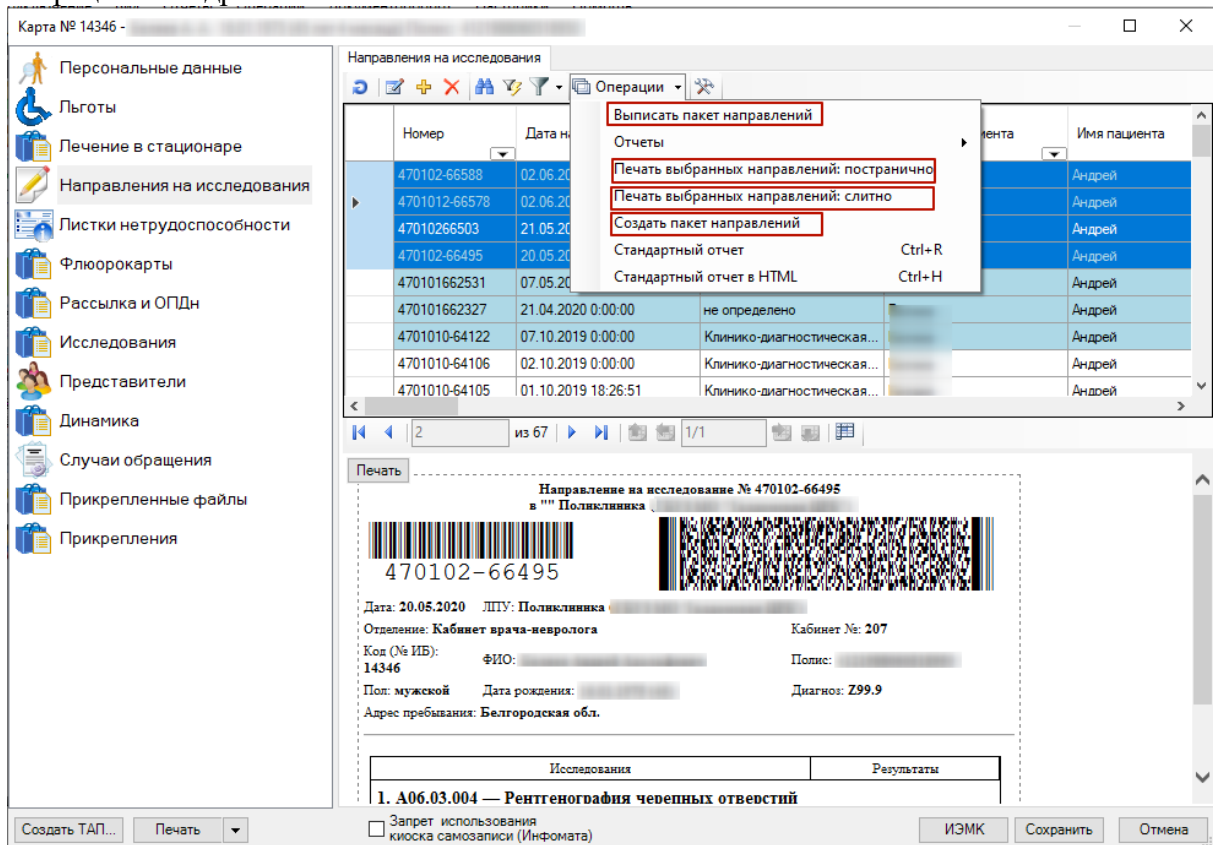 Карта № 14346 -
Персональные данные
Льготы
Лечение в стационаре
Направления на исследования
Листки нетрудоспособности
Флюорокарты
Рассылка и ОПДн
Исследования
Представители
Динамика
Случаи обращения
Прикрепленные файлы
Прикрепления
Направления на исследования
Операции
Выписать пакет направлений
Отчеты
Печать выбранных направлений: постранично
Печать выбранных направлений: слитно
Создать пакет направлений
Стандартный отчет Ctrl+R
Стандартный отчет в HTML Ctrl+H
Номер Имя пациента
470102-66588 02.06.20 Андрей
4701012-66578 02.06.20 Андрей
47010266503 21.05.20 Андрей
470102-66495 20.05.20 Андрей
470101662531 07.05.20 Андрей
470101662327 21.04.2020 0:00:00 не определено Андрей
4701010-64122 07.10.2019 0:00:00 Клинико-диагностическая... Андрей
4701010-64106 02.10.2019 0:00:00 Клинико-диагностическая... Андрей
4701010-64105 01.10.2019 18:26:51 Клинико-диагностическая... Андрей
2 из 67 1/1
Печать
Направление на исследование № 470102-66495
в "" Поликлиника
470102-66495
Дата: 20.05.2020 ЛПУ: Поликлиника
Отделение: Кабинет врача-невролога Кабинет №: 207
Код (№ ИБ):
14346 ФИО: Полис:
Пол: мужской Дата рождения: Диагноз: Z99.9
Адрес пребывания: Белгородская обл.
Исследования Результаты
1. A06.03.004 — Рентгенография черепных отверстий
Создать ТАП... Печать
Запрет использования
киоска самозаписи (Инфомата)
ИЭМК Сохранить Отмена